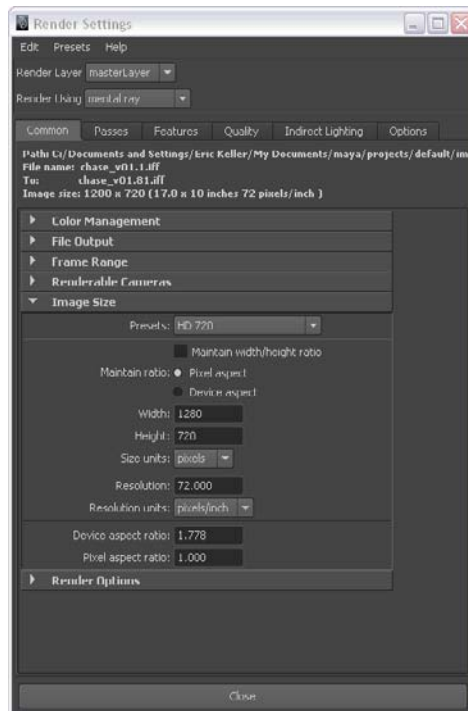 Render Settings
Edit Presets Help
Render Layer masterLayer
Render Using mental ray
Common Passes Features Quality Indirect Lighting Options
Path: C:/Documents and Settings/Eric Keller/My Documents/maya/projects/default/im
File name: chase_v01.1.iff
To: chase_v01.81.iff
Image size: 1280 x 720 (17.8 x 10 inches 72 pixels/inch )
Color Management
File Output
Frame Range
Renderable Cameras
Image Size
Presets: HD 720
Maintain width/height ratio
Maintain ratio: Pixel aspect
Device aspect
Width: 1280
Height: 720
Size units: pixels
Resolution: 72.000
Resolution units: pixels/inch
Device aspect ratio: 1.778
Pixel aspect ratio: 1.000
Render Options
Close